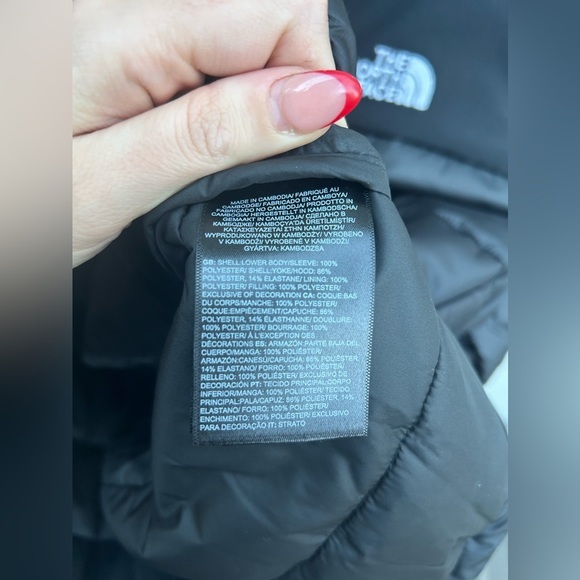 THE
NORTH
FACE
MADE IN CAMBODIA/ FABRIQUÉ AU
CAMBODGE/ FABRICADO EN CAMBOYA/
FABRICADO NO CAMBODJA/ PRODOTTO IN
CAMBOGIA/ HERGESTELLT IN KAMBODSCHA/
GEMAAKT IN CAMBODJA/ СДЕЛАНО В
КАМБОДЖЕ/ KAMBOÇYA'DA ÜRETİLMİŞTİR/
ΚΑΤΑΣΚΕΥΑΖΕΤΑΙ ΣΤΗΝ ΚΑΜΠΟΤΖΗ/
WYPRODUKOWANO W KAMBODŻY/ VYROBENO
V KAMBODŽI/ VYROBENÉ V KAMBODŽI/
GYÁRTVA: KAMBODZSA
GB: SHELL:LOWER BODY/SLEEVE: 100%
POLYESTER/ SHELL:YOKE/HOOD: 86%
POLYESTER, 14% ELASTANE/ LINING: 100%
POLYESTER/ FILLING: 100% POLYESTER/
EXCLUSIVE OF DECORATION CA: COQUE:BAS
DU CORPS/MANCHE: 100% POLYESTER/
COQUE:EMPIÈCEMENT/CAPUCHE: 86%
POLYESTER, 14% ÉLASTHANNE/ DOUBLURE:
100% POLYESTER/ BOURRAGE: 100%
POLYESTER/ À L'EXCEPTION DES
DÉCORATIONS ES: ARMAZÓN:PARTE BAJA DEL
CUERPO/MANGA: 100% POLIÉSTER/
ARMAZÓN:CANESÚ/CAPUCHA: 86% POLIÉSTER,
14% ELASTANO/ FORRO: 100% POLIÉSTER/
RELLENO: 100% POLIÉSTER/ EXCLUSIVO DE
DECORACIÓN PT: TECIDO PRINCIPAL:CORPO
INFERIOR/MANGA: 100% POLIÉSTER/ TECIDO
PRINCIPAL:PALA/CAPUZ: 86% POLIÉSTER, 14%
ELASTANO/ FORRO: 100% POLIÉSTER/
ENCHIMENTO: 100% POLIÉSTER/ EXCLUSIVO
PARA DECORAÇÃO IT: STRATO